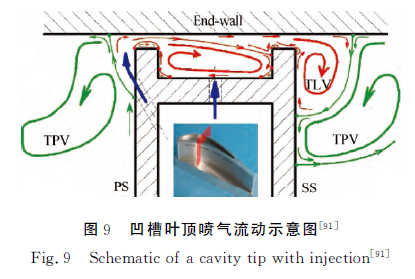 End-wall
TLV
TPV
TPV
PS
SS
图 9 凹槽叶顶喷气流动示意图[91]
Fig. 9 Schematic of a cavity tip with injection[91]